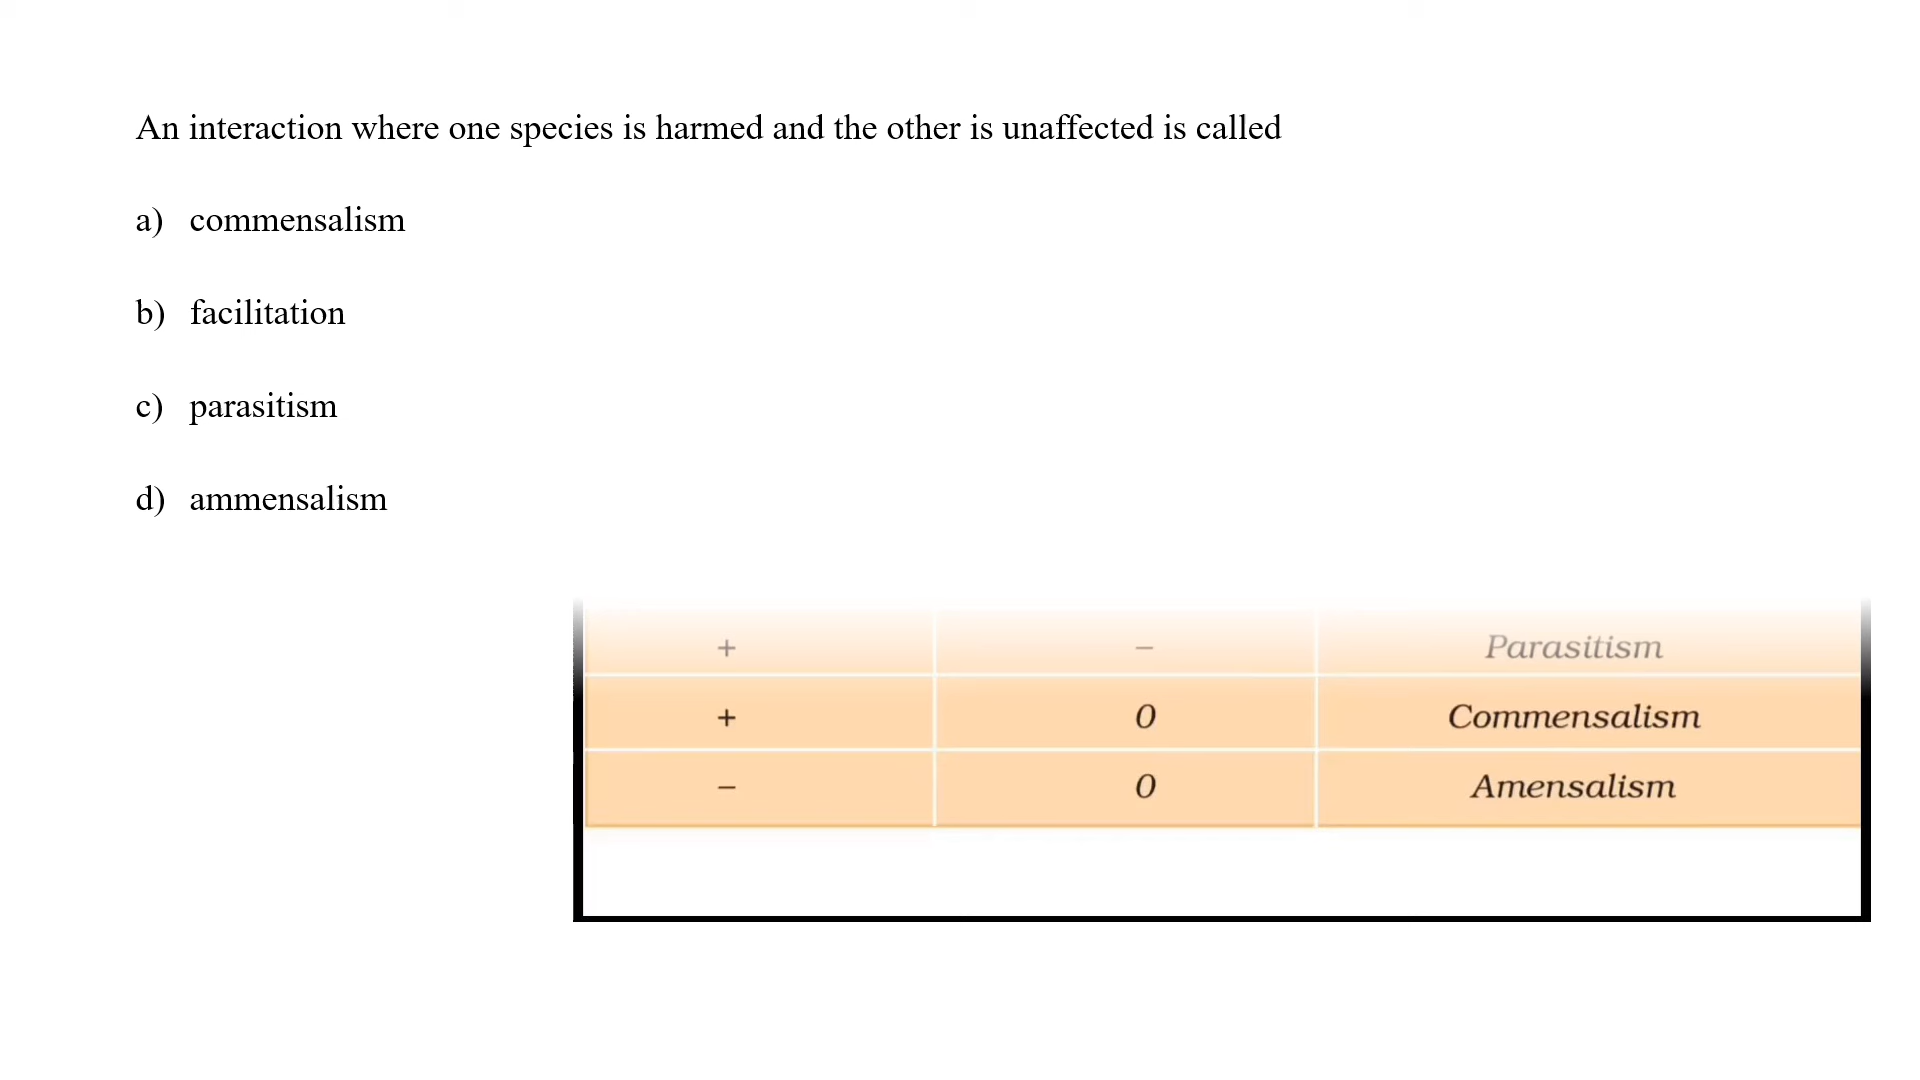 An interaction where one species is harmed and the other is unaffected is called
a) commensalism
b) facilitation
c) parasitism
d) ammensalism
+ – Parasitism
+ 0 Commensalism
– 0 Amensalism